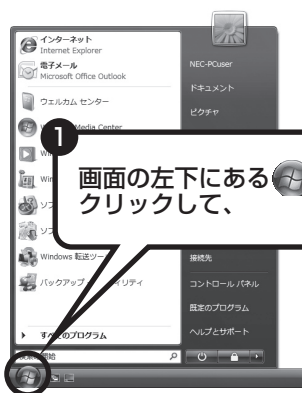 インターネット
Internet Explorer
電子メール
Microsoft Office Outlook
ウェルカム センター
Media Center
Windows 転送ツー
バックアップ
ィリティ
すべてのプログラム
の開始
NEC-PCuser
ドキュメント
ピクチャ
1
画面の左下にある
クリックして、
接続先
コントロール パネル
既定のプログラム
ヘルプとサポート